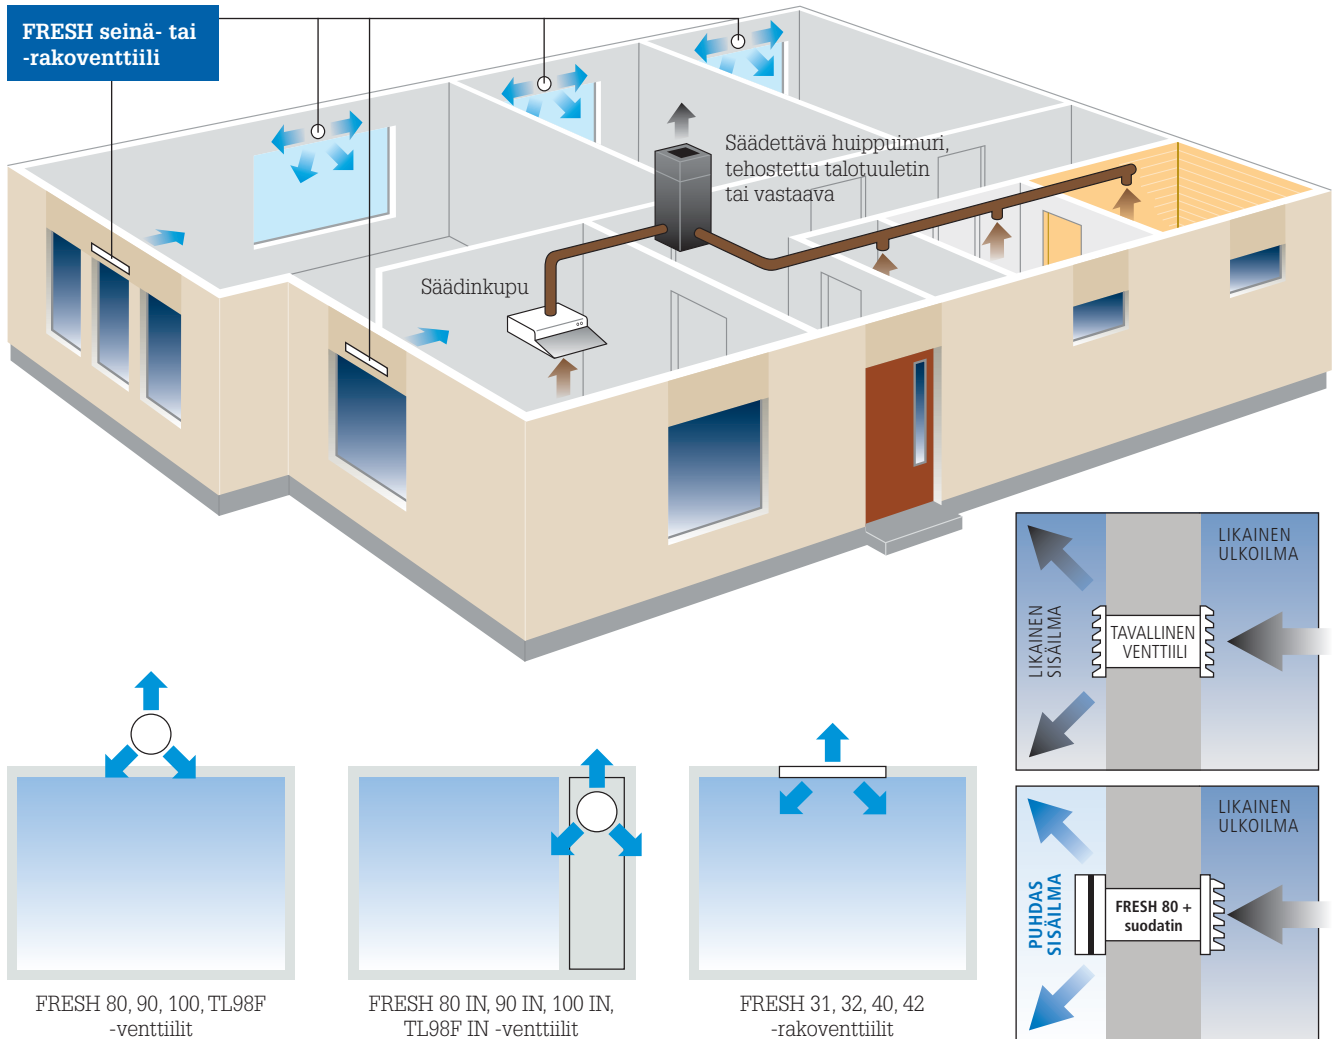 FRESH seinä- tai
-rakoventtiili
Säädettävä huippuimuri,
tehostettu talotuuletin
tai vastaava
Säädinkupu
LIKAINEN
ULKOILMA
LIKAINEN
SISÄILMA
TAVALLINEN
VENTTIILI
LIKAINEN
ULKOILMA
PUHDAS
SISÄILMA
FRESH 80 +
suodatin
FRESH 80, 90, 100, TL98F
-venttiilit
FRESH 80 IN, 90 IN, 100 IN,
TL98F IN -venttiilit
FRESH 31, 32, 40, 42
-rakoventtiilit